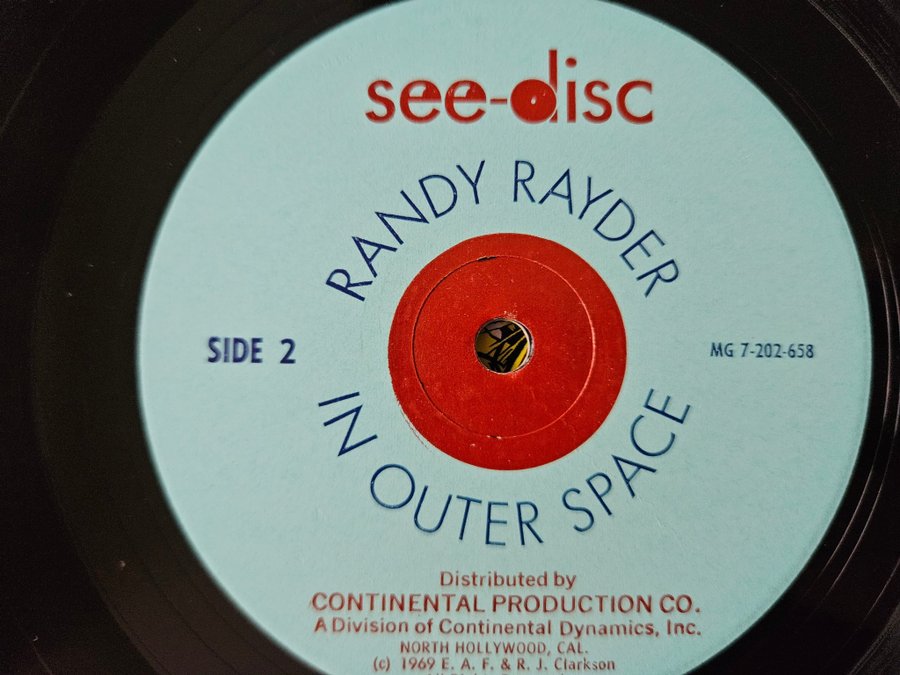 see-disc
RANDY RAYDER
SIDE 2
MG 7-202-658
IN OUTER SPACE
Distributed by
CONTINENTAL PRODUCTION CO.
A Division of Continental Dynamics, Inc.
NORTH HOLLYWOOD, CAL.
(c) 1969 E. A. F. & R. J. Clarkson